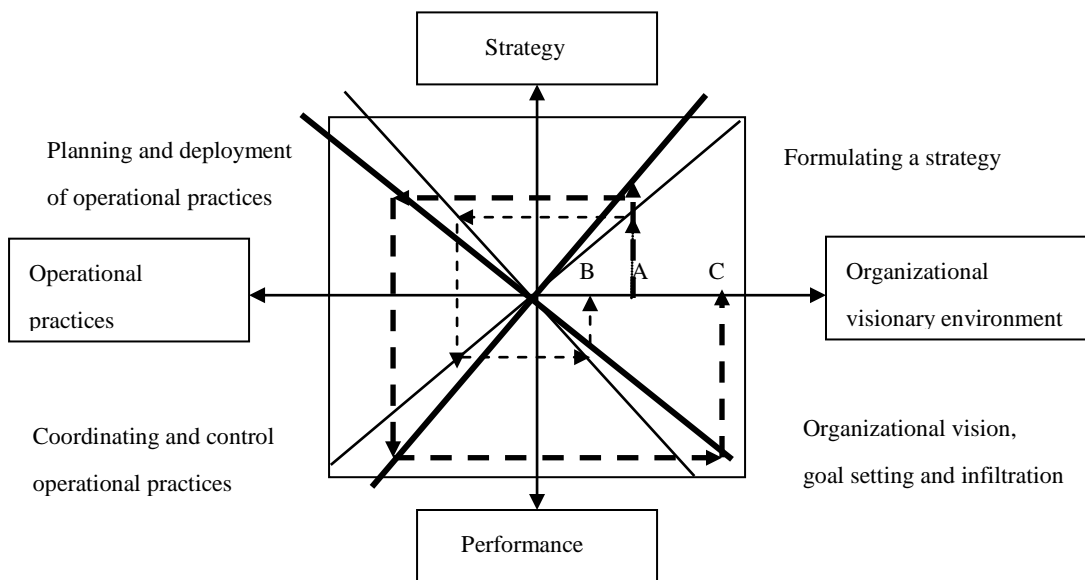 Strategy
Planning and deployment
of operational practices
Formulating a strategy
Operational
practices
B A C
Organizational
visionary environment
Coordinating and control
operational practices
Organizational vision,
goal setting and infiltration
Performance